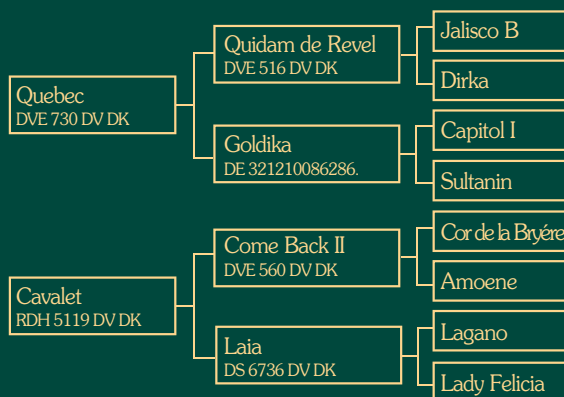 Quebec
DVE 730 DV DK
Quidam de Revel
DVE 516 DV DK
Jalisco B
Dirka
Goldika
DE 321210086286.
Capitol I
Sultanin
Cavalet
RDH 5119 DV DK
Come Back II
DVE 560 DV DK
Cor de la Bryére
Amoene
Laia
DS 6736 DV DK
Lagano
Lady Felicia